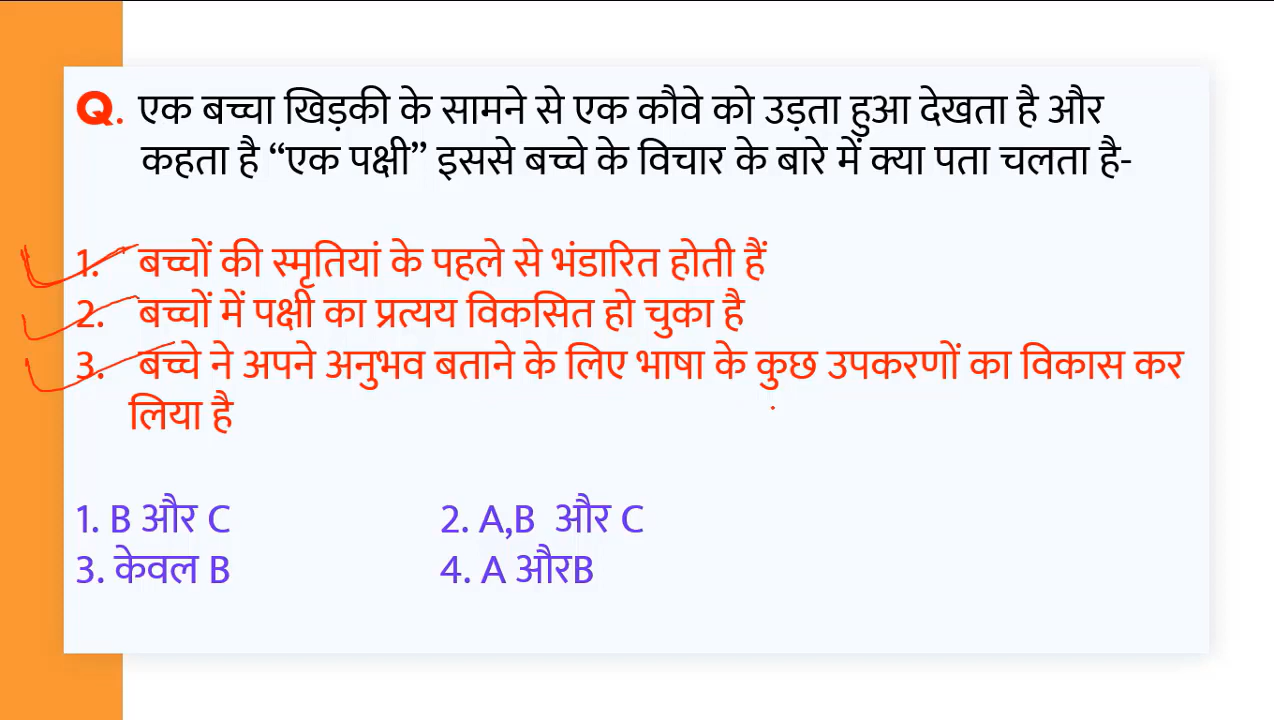 Q. एक बच्चा खिड़की के सामने से एक कौवे को उड़ता हुआ देखता है और
कहता है “एक पक्षी” इससे बच्चे के विचार के बारे में क्या पता चलता है-
1. बच्चों की स्मृतियां के पहले से भंडारित होती हैं
2. बच्चों में पक्षी का प्रत्यय विकसित हो चुका है
3. बच्चे ने अपने अनुभव बताने के लिए भाषा के कुछ उपकरणों का विकास कर
लिया है
1. B और C 2. A,B और C
3. केवल B 4. A औरB